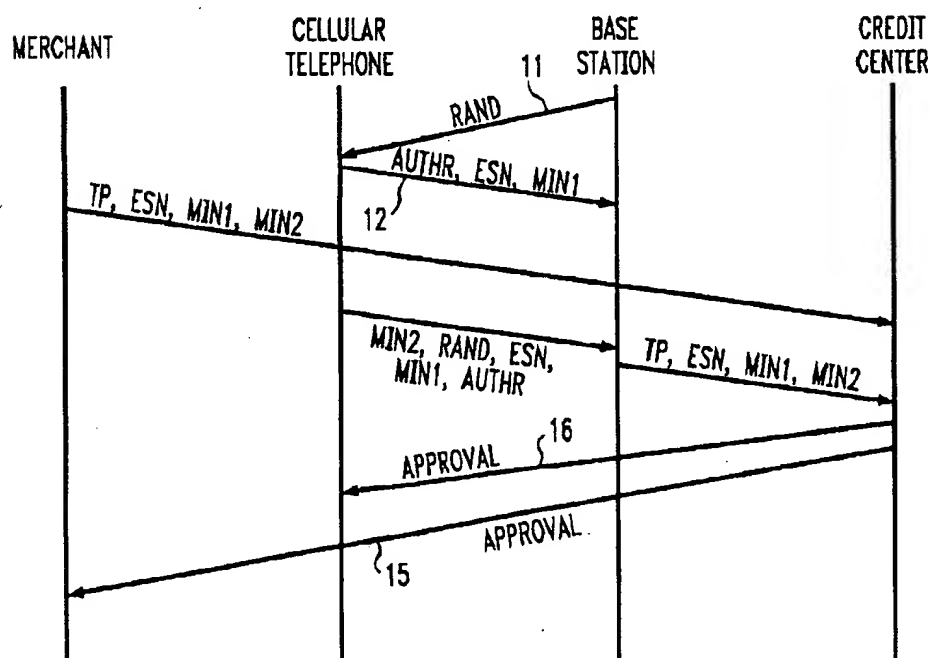 MERCHANT
CELLULAR
TELEPHONE
BASE
STATION
CREDIT
CENTER
11
RAND
AUTHR, ESN, MIN1
12
TP, ESN, MIN1, MIN2
MIN2, RAND, ESN,
MIN1, AUTHR
TP, ESN, MIN1, MIN2
16
APPROVAL
APPROVAL
15